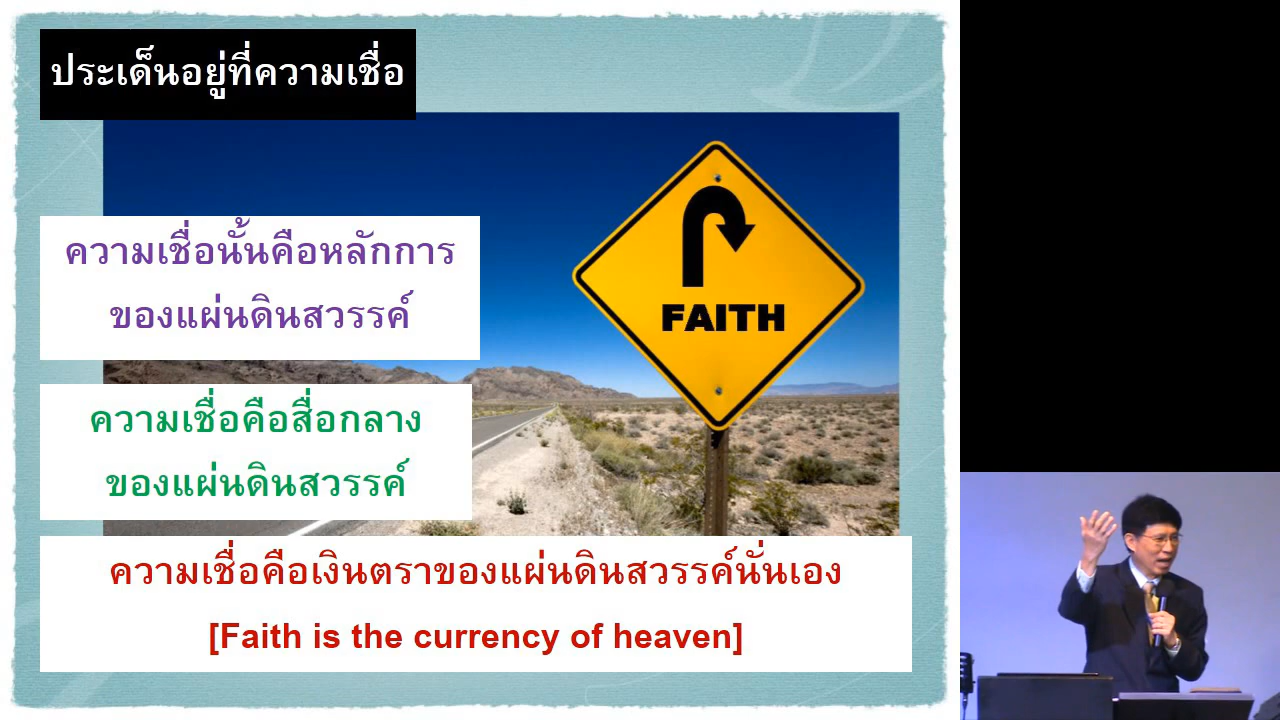 ประเด็นอยู่ที่ความเชื่อ
ความเชื่อนั้นคือหลักการ
ของแผ่นดินสวรรค์
FAITH
ความเชื่อคือสื่อกลาง
ของแผ่นดินสวรรค์
ความเชื่อคือเงินตราของแผ่นดินสวรรค์นั่นเอง
[Faith is the currency of heaven]